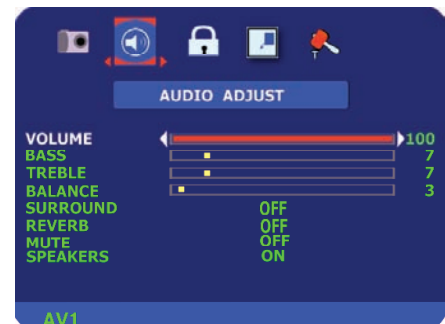 AUDIO ADJUST
VOLUME 100
BASS 7
TREBLE 7
BALANCE 3
SURROUND OFF
REVERB OFF
MUTE OFF
SPEAKERS ON
AV1